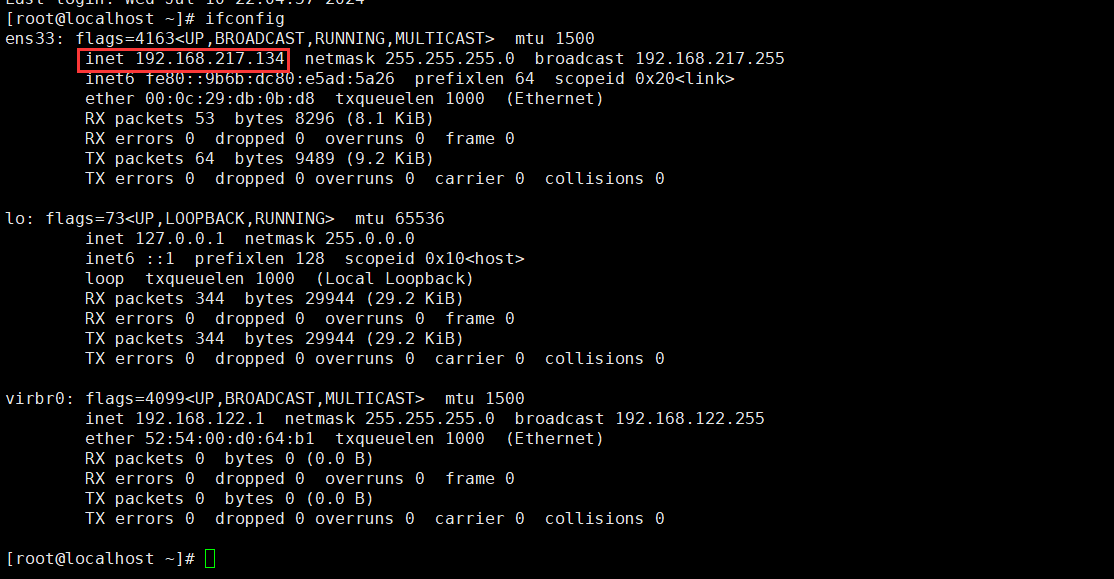 Last login: Wed Jul 10 22:04:37 2024
[root@localhost ~]# ifconfig
ens33: flags=4163<UP,BROADCAST,RUNNING,MULTICAST>  mtu 1500
        inet 192.168.217.134  netmask 255.255.255.0  broadcast 192.168.217.255
        inet6 fe80::9b6b:dc80:e5ad:5a26  prefixlen 64  scopeid 0x20<link>
        ether 00:0c:29:db:0b:d8  txqueuelen 1000  (Ethernet)
        RX packets 53  bytes 8296 (8.1 KiB)
        RX errors 0  dropped 0  overruns 0  frame 0
        TX packets 64  bytes 9489 (9.2 KiB)
        TX errors 0  dropped 0 overruns 0  carrier 0  collisions 0
lo: flags=73<UP,LOOPBACK,RUNNING>  mtu 65536
        inet 127.0.0.1  netmask 255.0.0.0
        inet6 ::1  prefixlen 128  scopeid 0x10<host>
        loop  txqueuelen 1000  (Local Loopback)
        RX packets 344  bytes 29944 (29.2 KiB)
        RX errors 0  dropped 0  overruns 0  frame 0
        TX packets 344  bytes 29944 (29.2 KiB)
        TX errors 0  dropped 0 overruns 0  carrier 0  collisions 0
virbr0: flags=4099<UP,BROADCAST,MULTICAST>  mtu 1500
        inet 192.168.122.1  netmask 255.255.255.0  broadcast 192.168.122.255
        ether 52:54:00:d0:64:b1  txqueuelen 1000  (Ethernet)
        RX packets 0  bytes 0 (0.0 B)
        RX errors 0  dropped 0  overruns 0  frame 0
        TX packets 0  bytes 0 (0.0 B)
        TX errors 0  dropped 0 overruns 0  carrier 0  collisions 0
[root@localhost ~]#